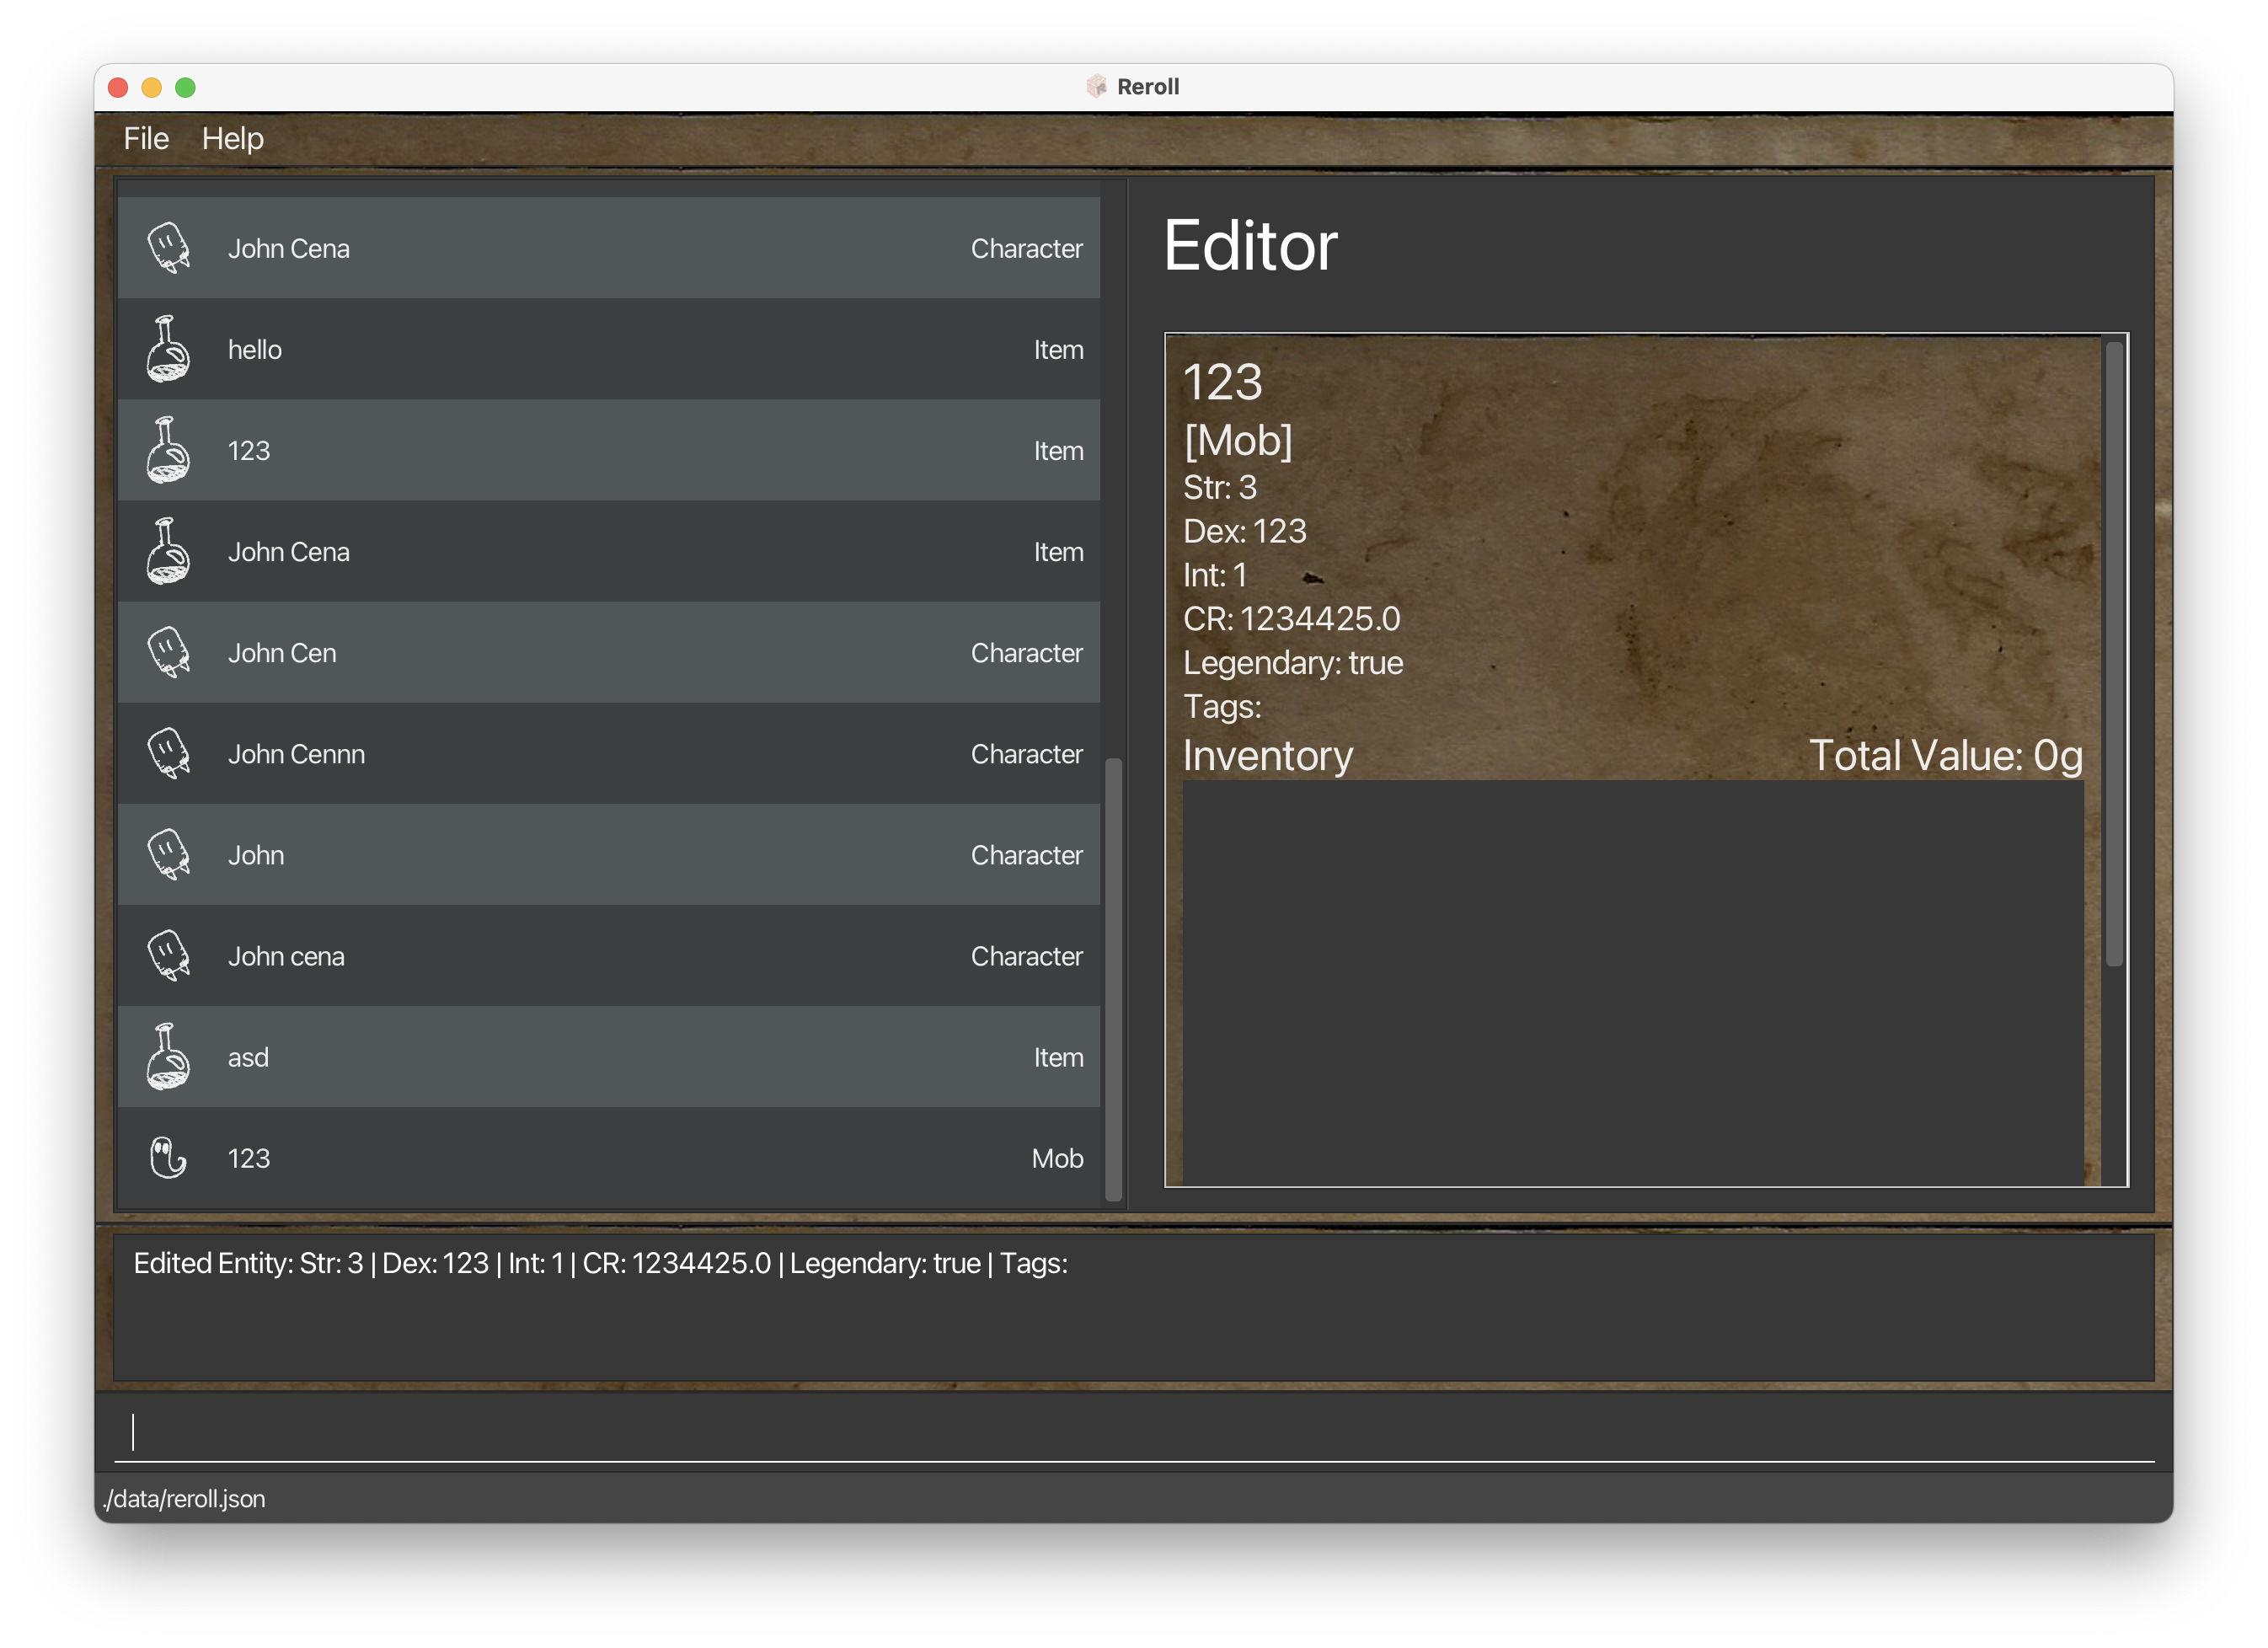 Reroll
File Help
John Cena Character
hello Item
123 Item
John Cena Item
John Cen Character
John Cennn Character
John Character
John cena Character
asd Item
123 Mob
Editor
123
[Mob]
Str: 3
Dex: 123
Int: 1
CR: 1234425.0
Legendary: true
Tags:
Inventory Total Value: 0g
Edited Entity: Str: 3 | Dex: 123 | Int: 1 | CR: 1234425.0 | Legendary: true | Tags:
./data/reroll.json